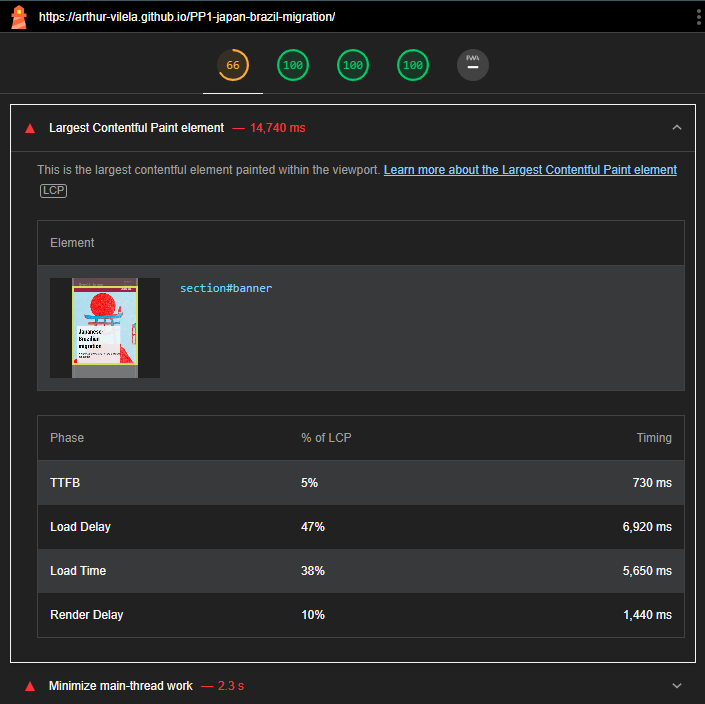 https://arthur-vilela.github.io/PP1-japan-brazil-migration/
66 100 100 100 PWA
Largest Contentful Paint element — 14,740 ms
This is the largest contentful element painted within the viewport. Learn more about the Largest Contentful Paint element
LCP
Element
section#banner
Japanese-
Brazilian
migration
Phase % of LCP Timing
TTFB 5% 730 ms
Load Delay 47% 6,920 ms
Load Time 38% 5,650 ms
Render Delay 10% 1,440 ms
Minimize main-thread work — 2.3 s